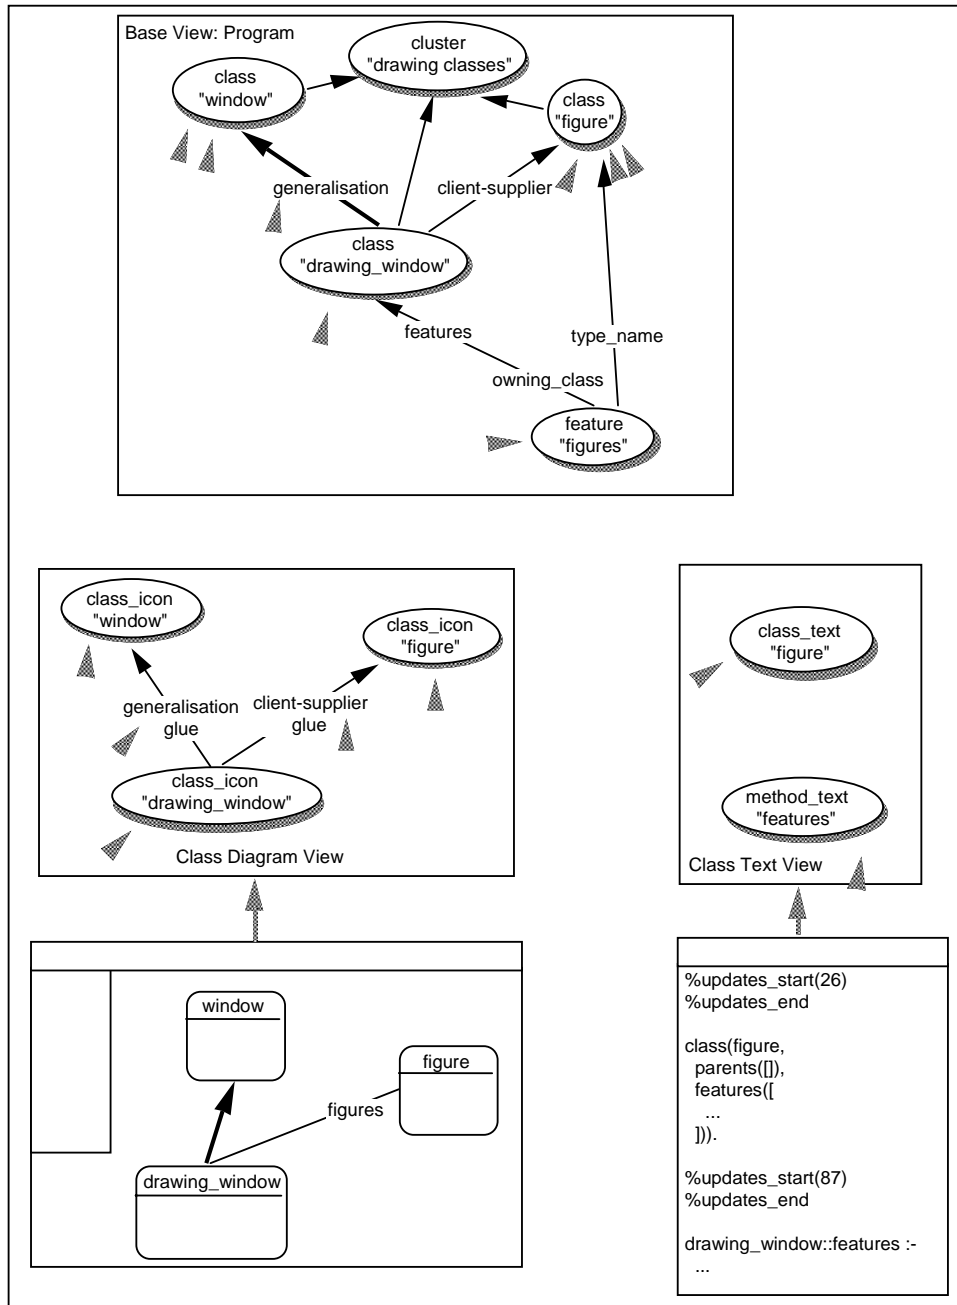 Base View: Program
cluster
"drawing classes"
class
"window"
class
"figure"
generalisation
client-supplier
class
"drawing_window"
features
type_name
owning_class
feature
"figures"
class_icon
"window"
class_icon
"figure"
generalisation
glue
client-supplier
glue
class_icon
"drawing_window"
Class Diagram View
class_text
"figure"
method_text
"features"
Class Text View
window
figure
figures
drawing_window
%updates_start(26)
%updates_end
class(figure,
parents([]),
features([
...
])).
%updates_start(87)
%updates_end
drawing_window::features :-
...